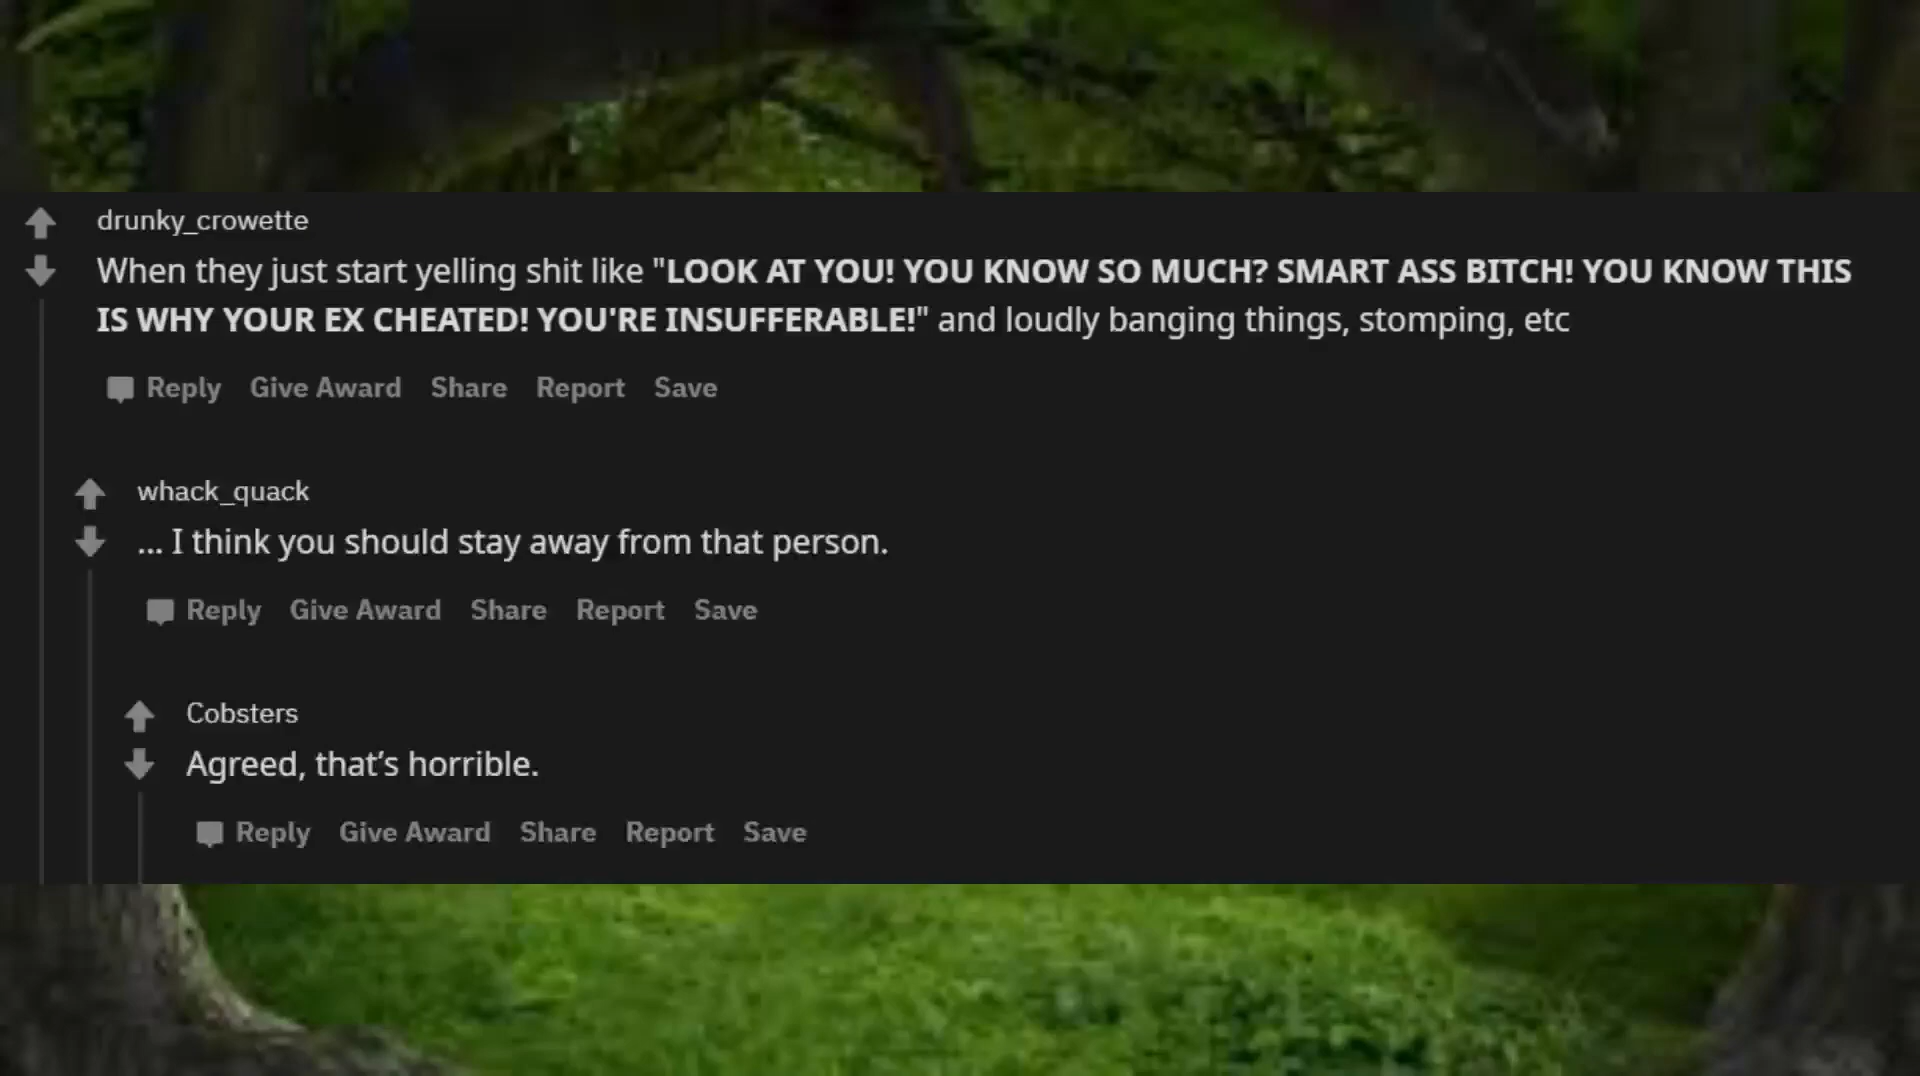 drunky_crowette
When they just start yelling shit like "LOOK AT YOU! YOU KNOW SO MUCH? SMART ASS BITCH! YOU KNOW THIS
IS WHY YOUR EX CHEATED! YOU'RE INSUFFERABLE!" and loudly banging things, stomping, etc
Reply Give Award Share Report Save
whack_quack
... I think you should stay away from that person.
Reply Give Award Share Report Save
Cobsters
Agreed, that’s horrible.
Reply Give Award Share Report Save